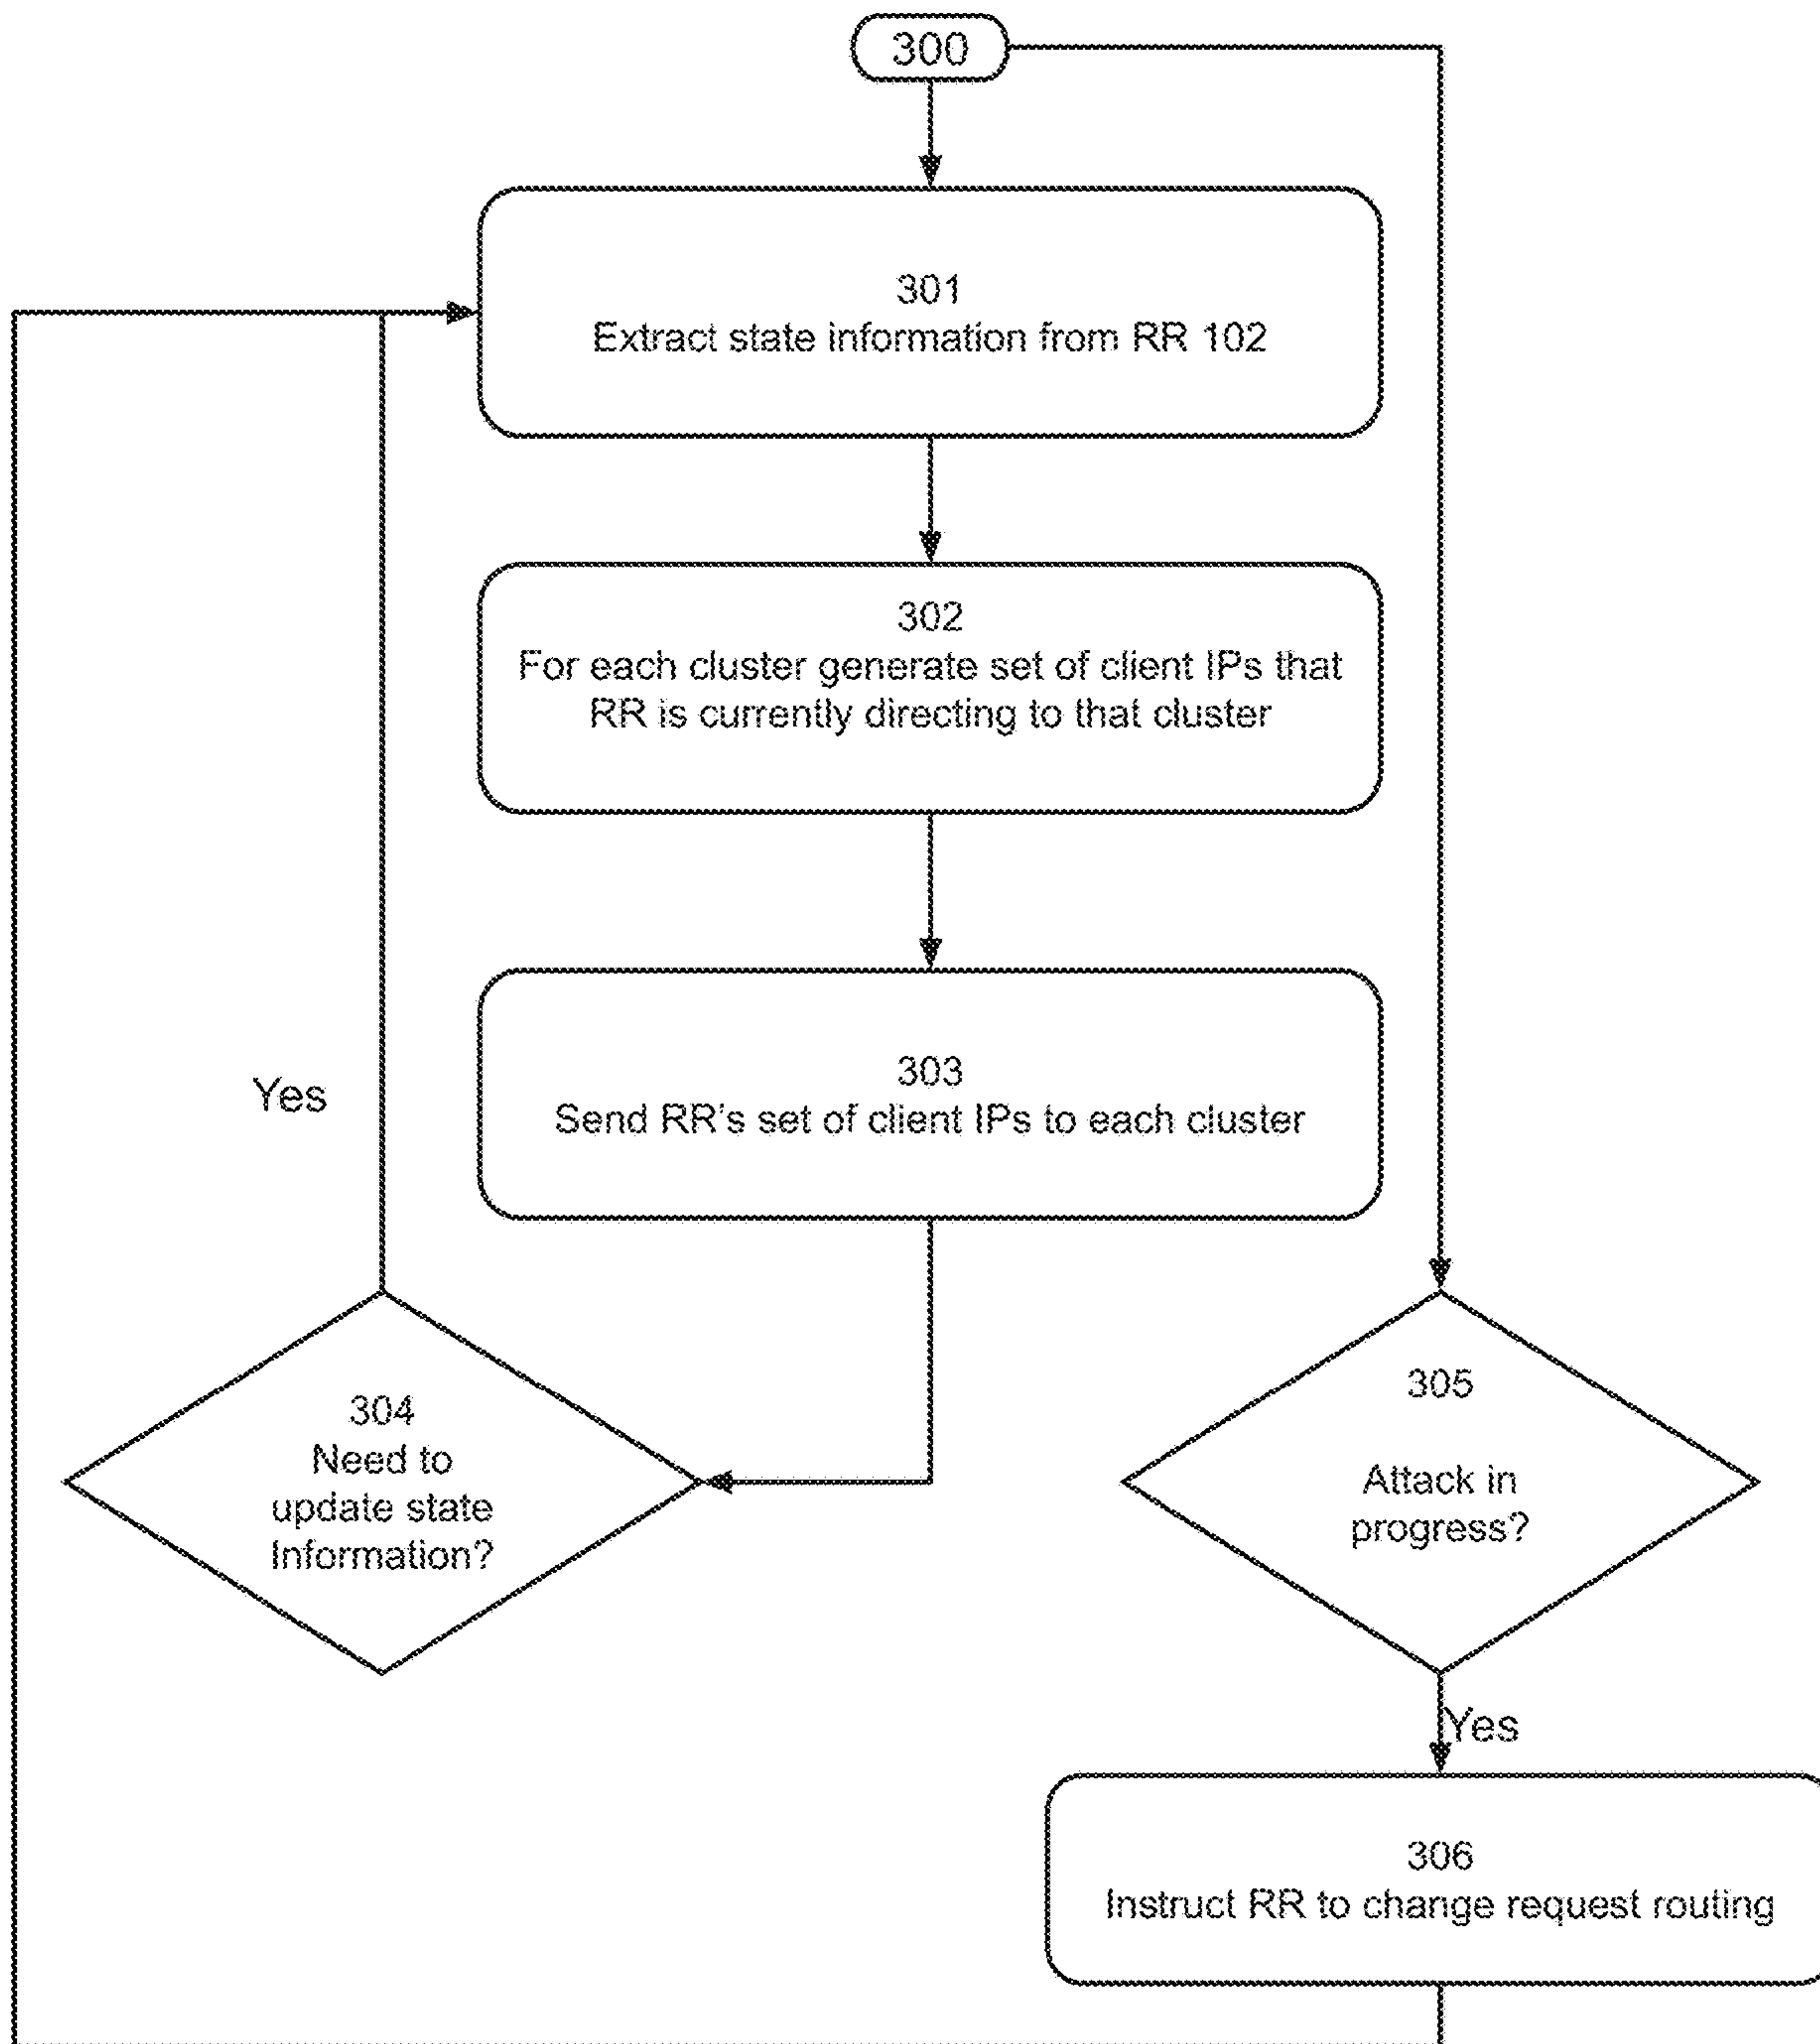 300
301
Extract state information from RR 102
302
For each cluster generate set of client IPs that
RR is currently directing to that cluster
303
Send RR's set of client IPs to each cluster
Yes
304
Need to
update state
Information?
305
Attack in
progress?
Yes
306
Instruct RR to change request routing